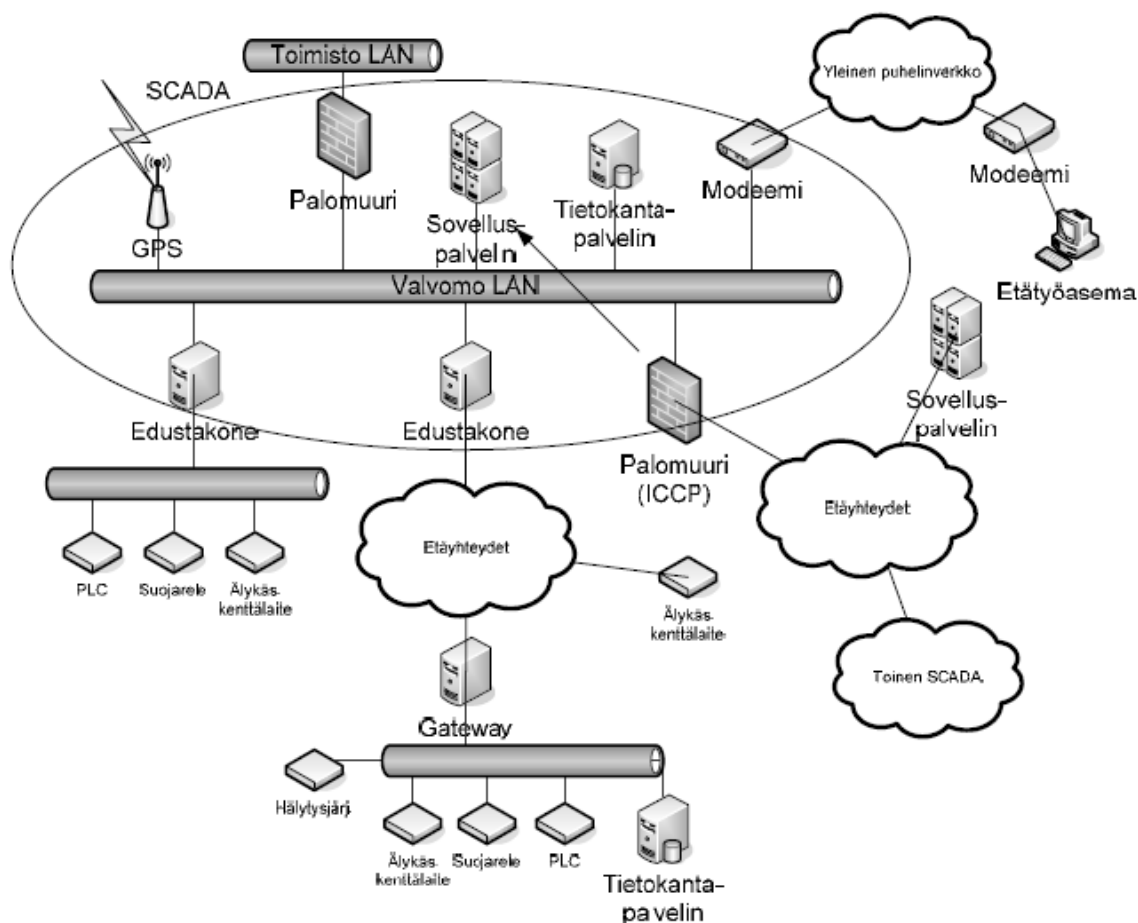 Toimisto LAN
SCADA
Yleinen puhelinverkko
Palomuuri
Sovellus-
palvelin
Tietokanta-
palvelin
Modeemi
Modeemi
GPS
Valvomo LAN
Etätyöasema
Edustakone
Edustakone
Palomuuri
(ICCP)
Sovellus-
palvelin
Etäyhteydet
Etäyhteydet
PLC
Suojarele
Älykäs
kenttälaite
Älykäs
kenttälaite
Toinen SCADA
Gateway
Hälytysjärj.
Älykäs
kenttälaite
Suojarele
PLC
Tietokanta-
palvelin